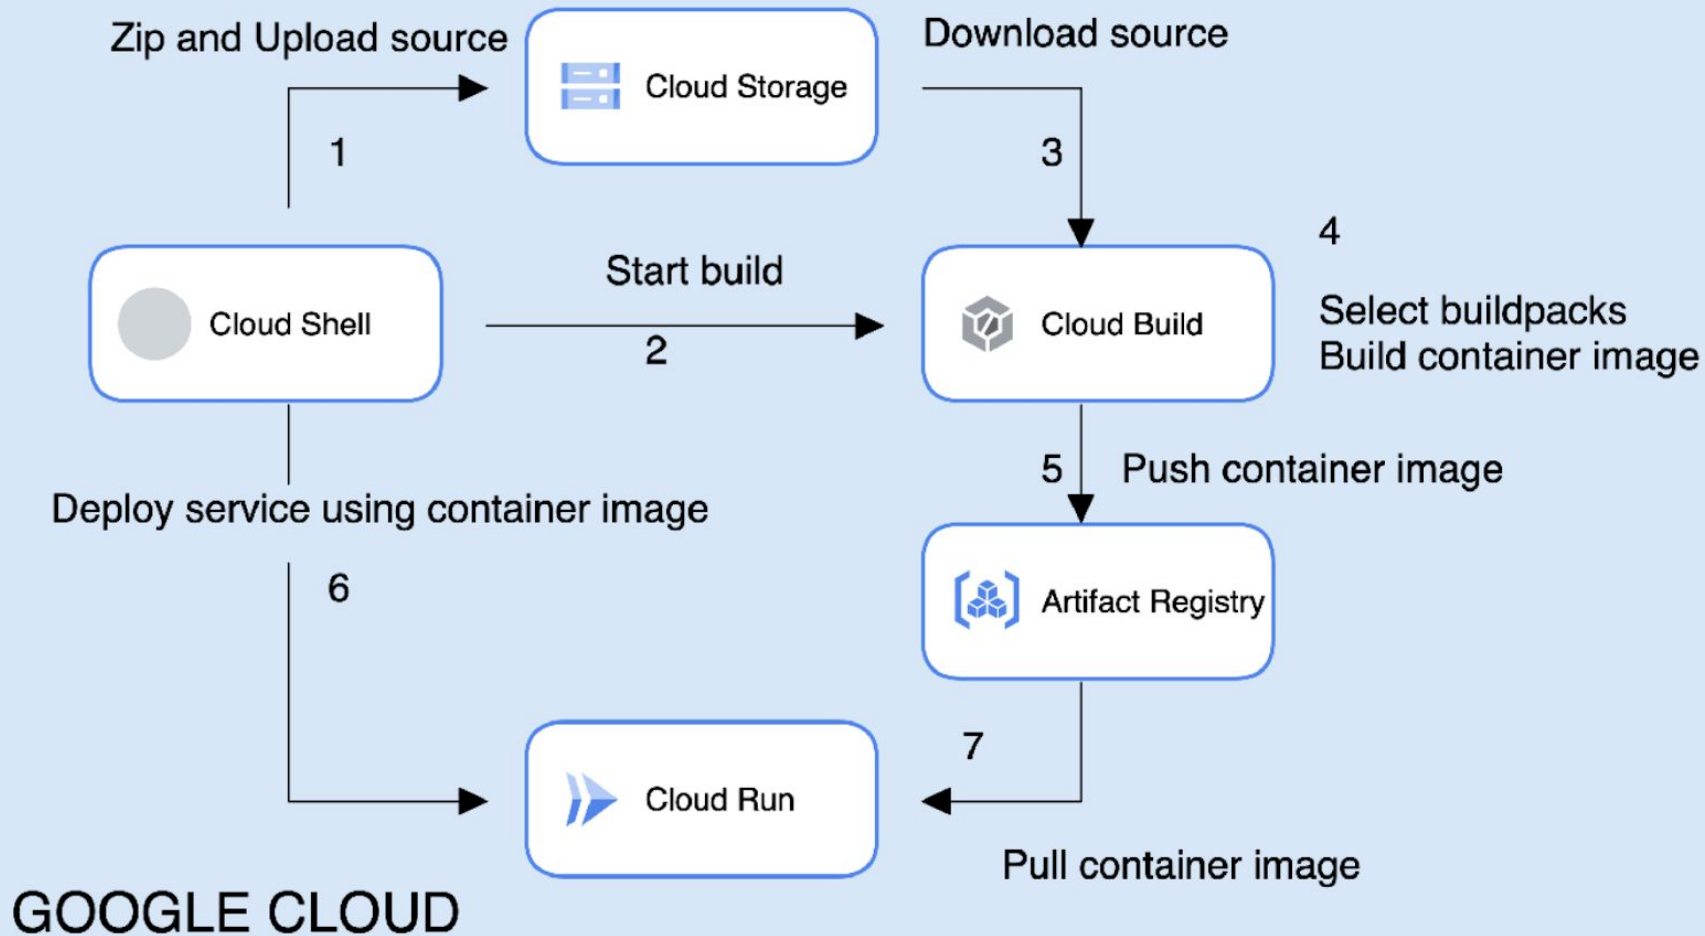 Zip and Upload source
Cloud Storage
Download source
1
3
4
Cloud Shell
Start build
2
Cloud Build
Select buildpacks
Build container image
5
Push container image
Deploy service using container image
6
Artifact Registry
7
Cloud Run
Pull container image
GOOGLE CLOUD